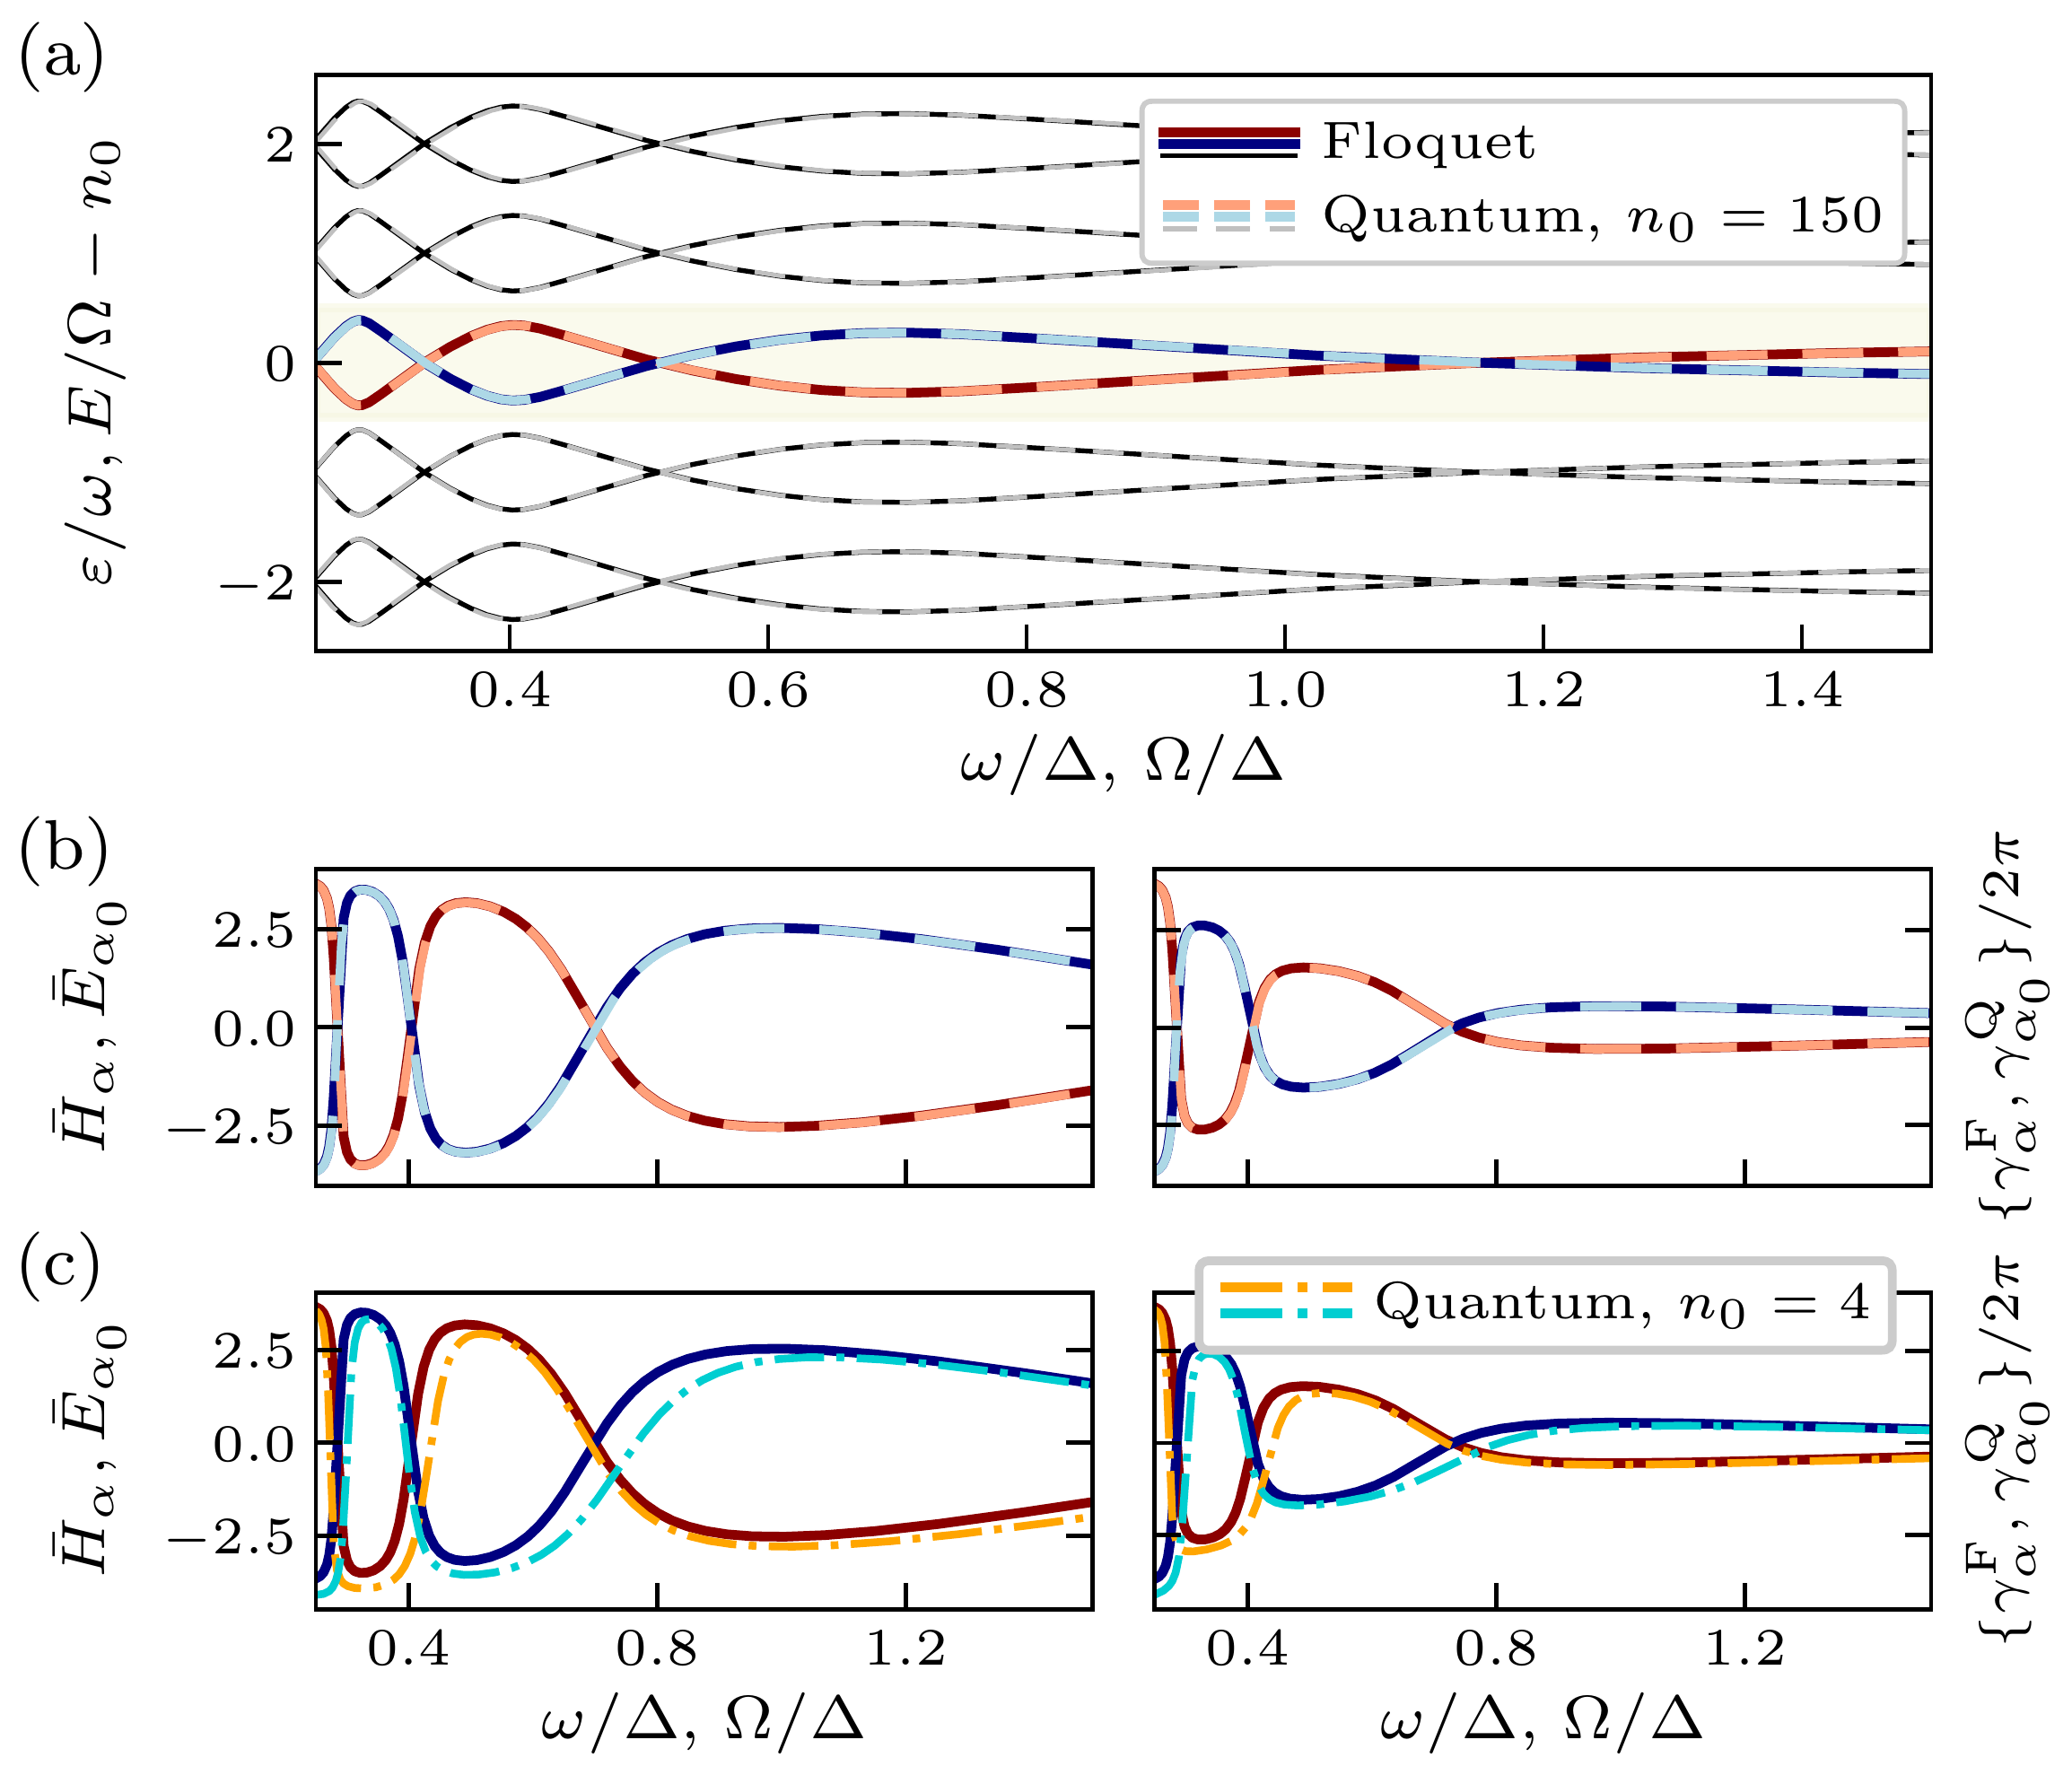 (a)
ε/ω, E/Ω − n₀
2
0
−2
Floquet
Quantum, n₀ = 150
0.4 0.6 0.8 1.0 1.2 1.4
ω/Δ, Ω/Δ
(b)
H̄_α, Ē_α₀
2.5
0.0
−2.5
{γ_α^F, γ_α₀^Q}/2π
(c)
H̄_α, Ē_α₀
2.5
0.0
−2.5
Quantum, n₀ = 4
{γ_α^F, γ_α₀^Q}/2π
0.4 0.8 1.2
0.4 0.8 1.2
ω/Δ, Ω/Δ
ω/Δ, Ω/Δ